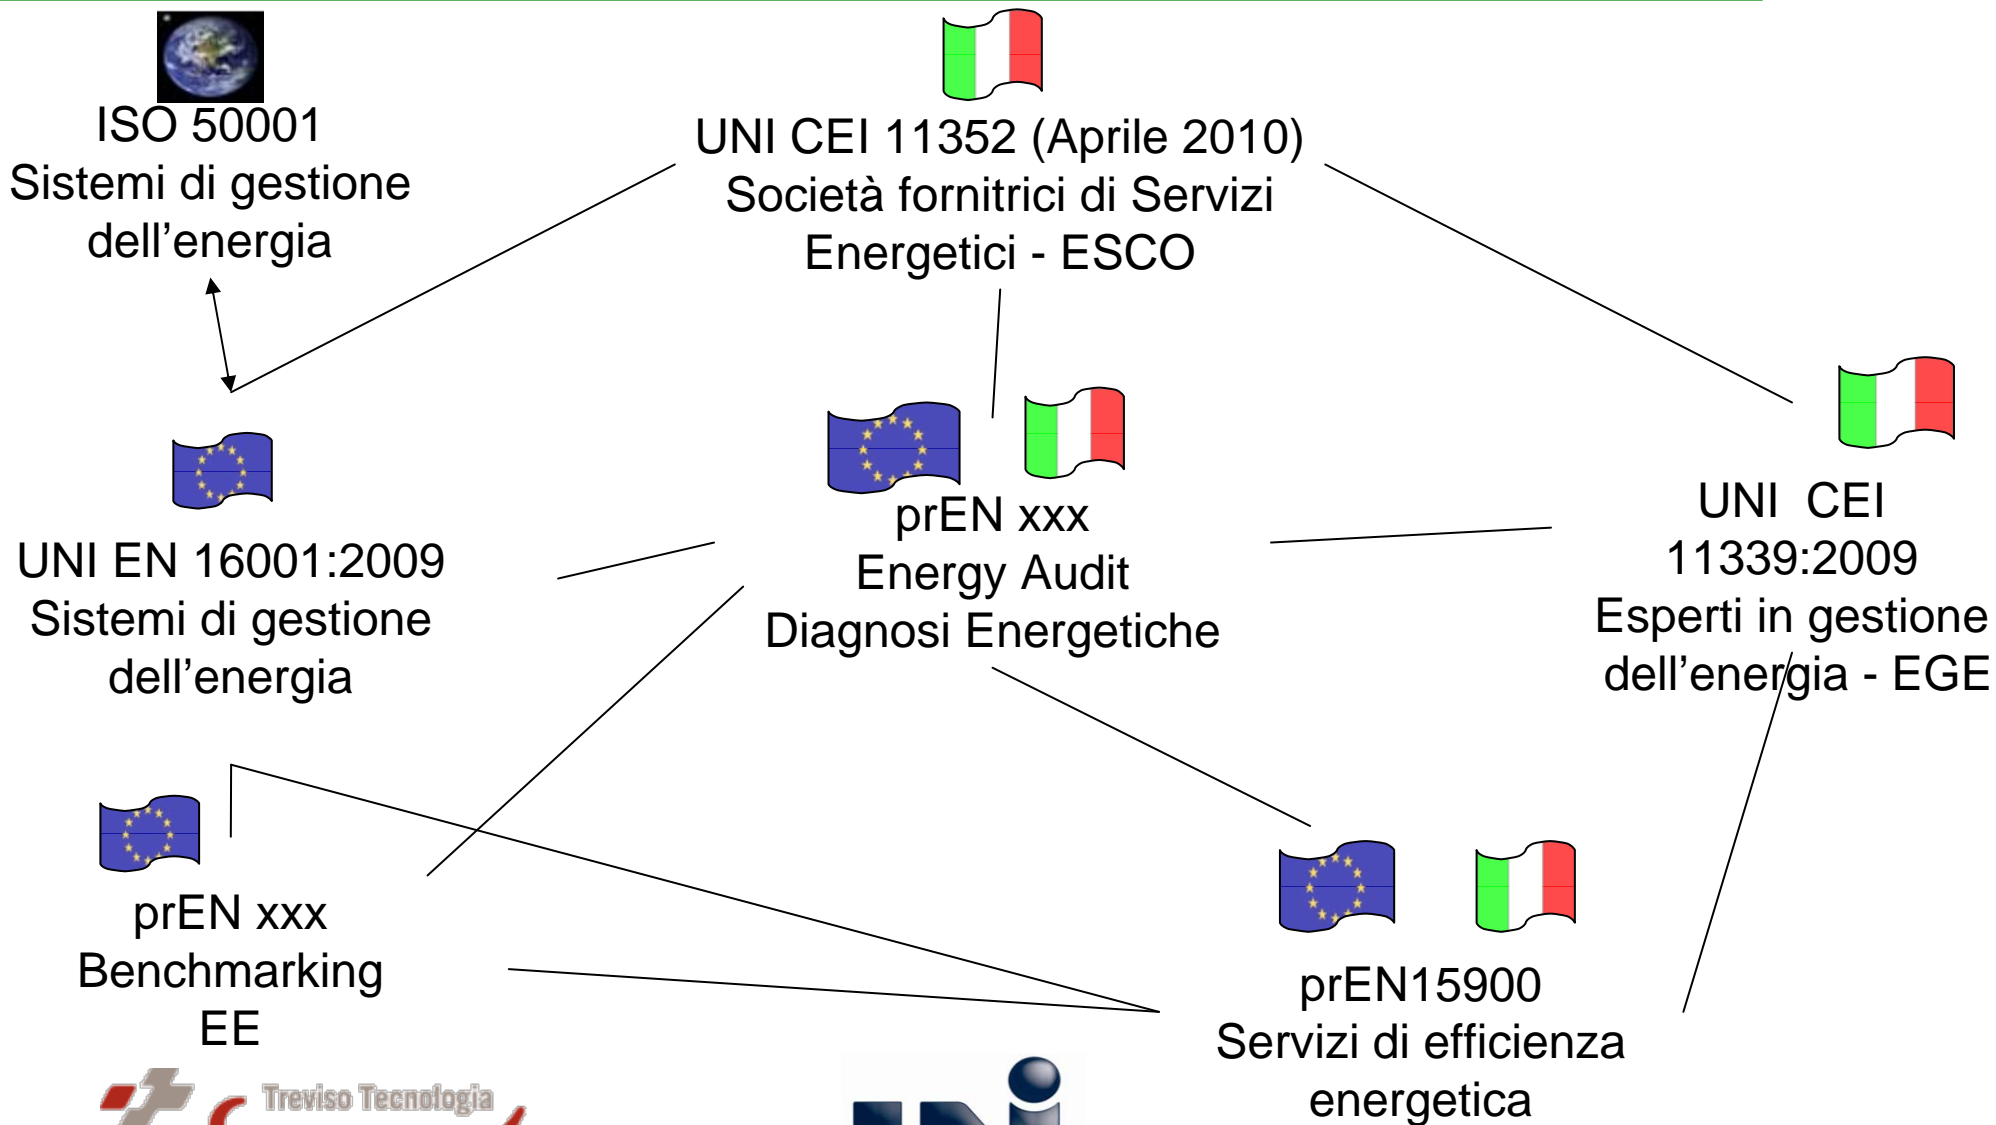 ISO 50001
Sistemi di gestione
dell’energia
UNI CEI 11352 (Aprile 2010)
Società fornitrici di Servizi
Energetici - ESCO
UNI EN 16001:2009
Sistemi di gestione
dell’energia
prEN xxx
Energy Audit
Diagnosi Energetiche
UNI  CEI
11339:2009
Esperti in gestione
dell’energia - EGE
prEN xxx
Benchmarking
EE
prEN15900
Servizi di efficienza
energetica
Treviso Tecnologia